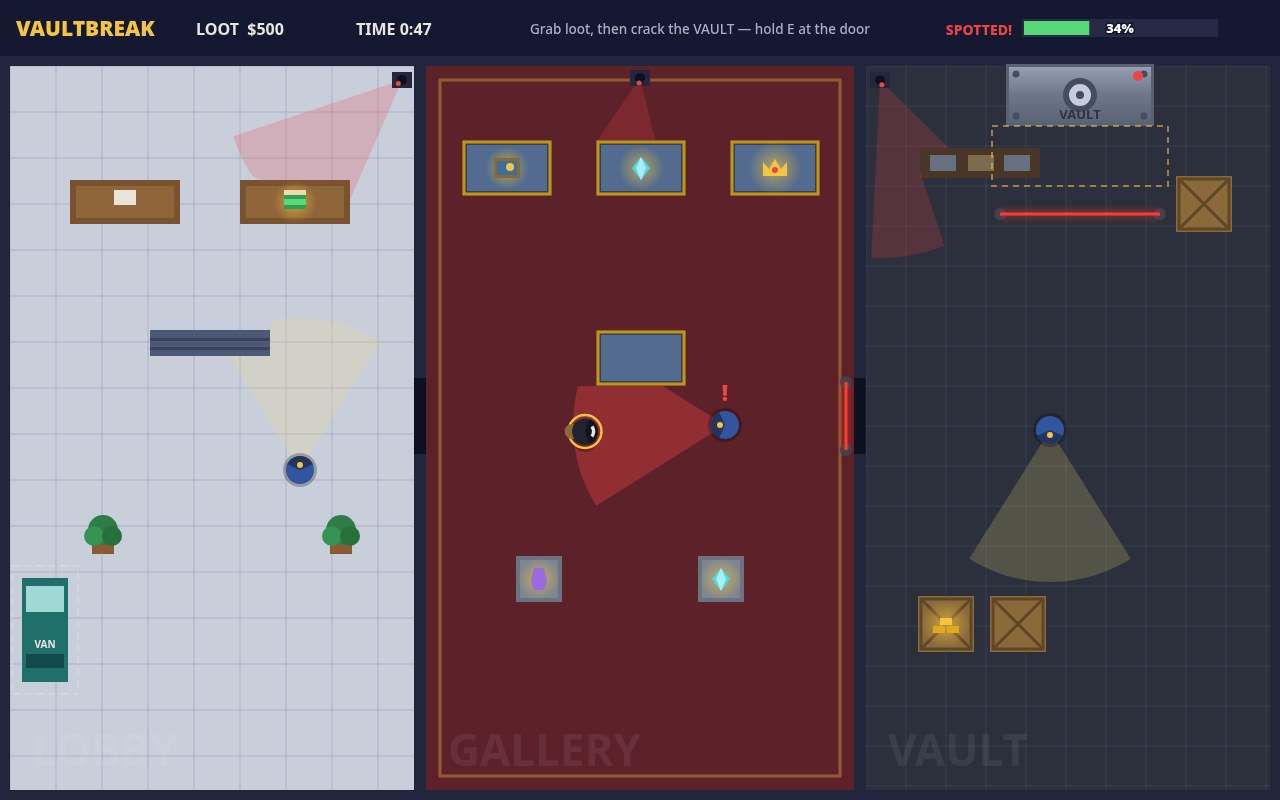 VAULTBREAK
LOOT $500
TIME 0:47
Grab loot, then crack the VAULT — hold E at the door
SPOTTED!
34%
VAULT
!
VAN
LOBBY
GALLERY
VAULT